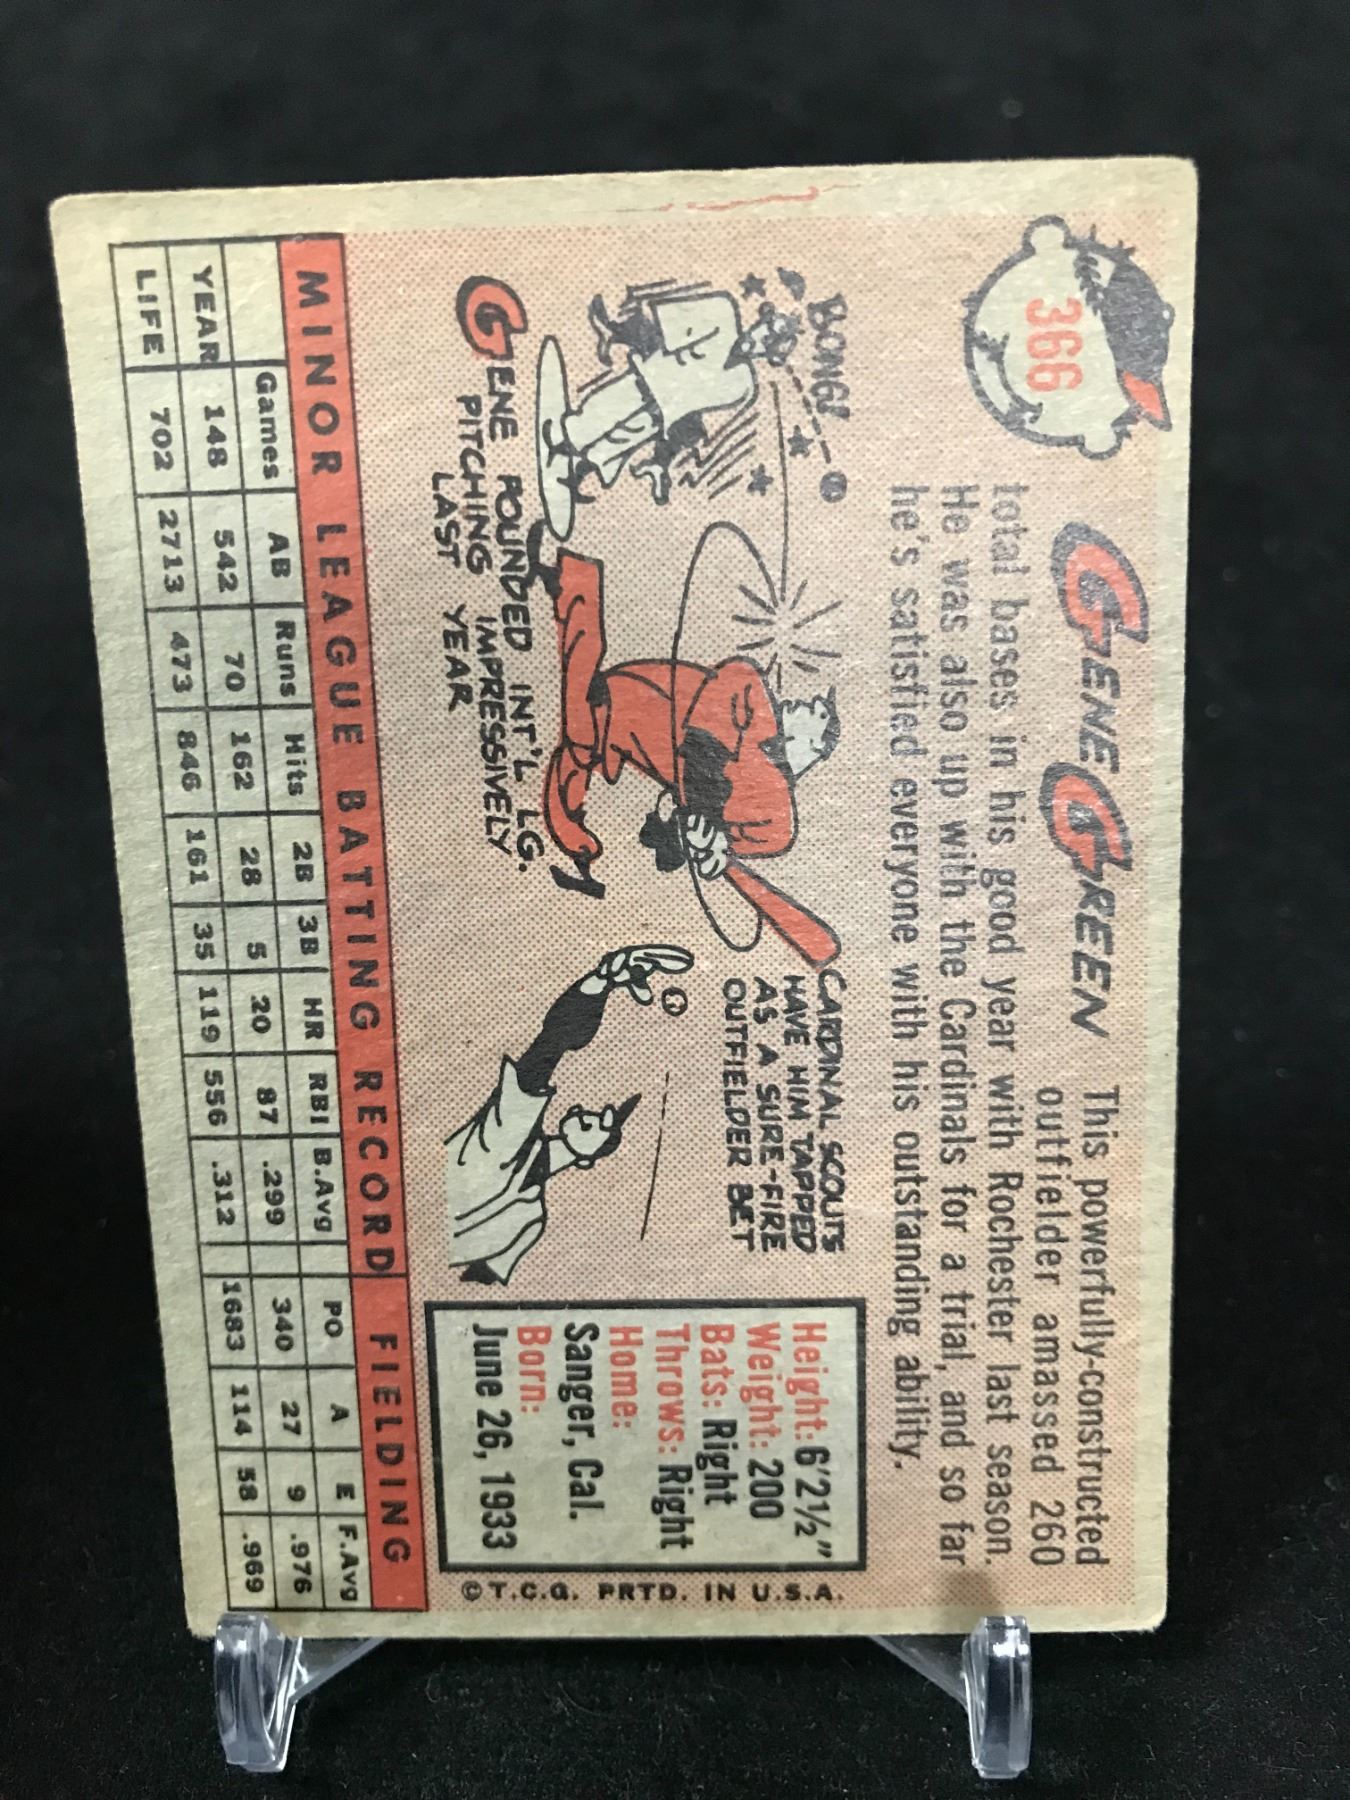 366
GENE GREEN
This powerfully-constructed
outfielder amassed 260
total bases in his good year with Rochester last season.
He was also up with the Cardinals for a trial, and so far
he's satisfied everyone with his outstanding ability.
BONG!
CARDINAL SCOUTS
HAVE HIM TAPPED
AS A SURE-FIRE
OUTFIELDER BET
GENE POUNDED INT'L LG.
PITCHING IMPRESSIVELY
LAST YEAR
Height: 6'2½"
Weight: 200
Bats: Right
Throws: Right
Home:
Sanger, Cal.
Born:
June 26, 1933
© T.C.G. PRTD. IN U.S.A.
MINOR LEAGUE BATTING RECORD FIELDING
Games AB Runs Hits 2B 3B HR RBI B.Avg PO A E F.Avg
YEAR 148 542 70 162 28 5 20 87 .299 340 27 9 .976
LIFE 702 2713 473 846 161 35 119 556 .312 1683 114 58 .969